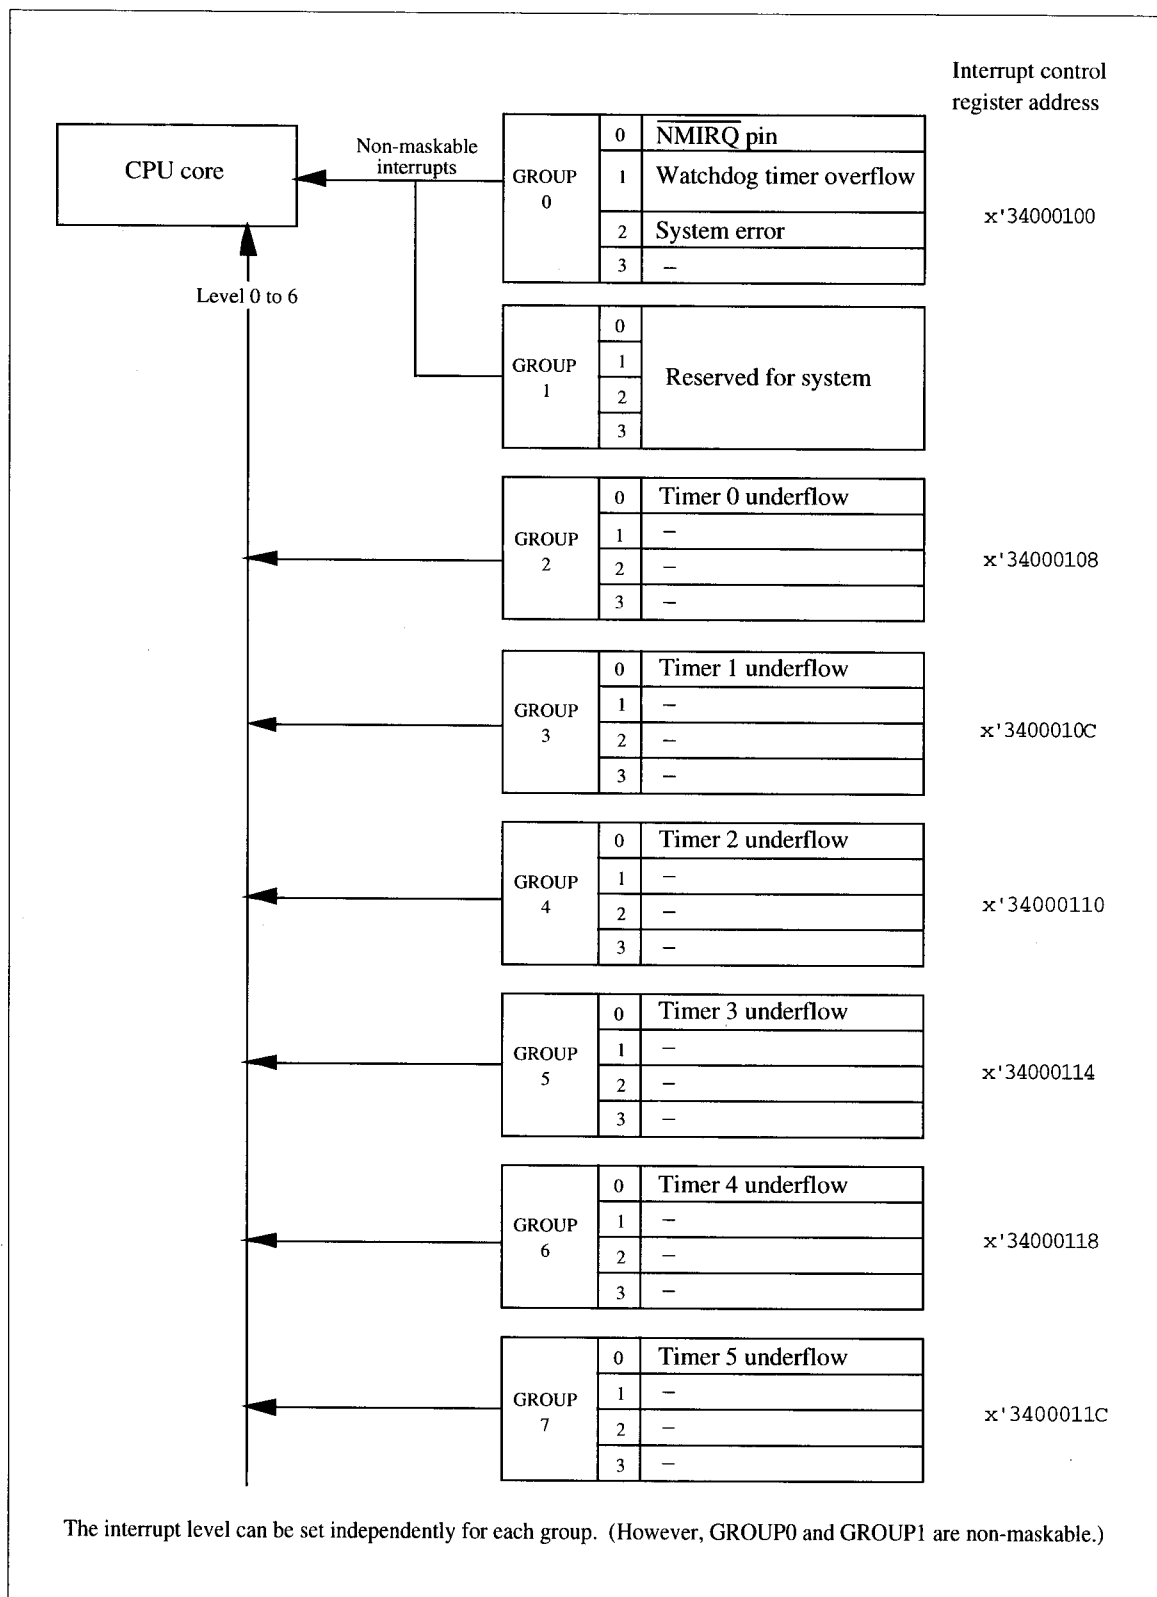 Interrupt control
register address
CPU core
Non-maskable
interrupts
Level 0 to 6
GROUP
0
0 NMIRQ pin
1 Watchdog timer overflow
2 System error
3 –
x'34000100
GROUP
1
0
1
2
3
Reserved for system
GROUP
2
0 Timer 0 underflow
1 –
2 –
3 –
x'34000108
GROUP
3
0 Timer 1 underflow
1 –
2 –
3 –
x'3400010C
GROUP
4
0 Timer 2 underflow
1 –
2 –
3 –
x'34000110
GROUP
5
0 Timer 3 underflow
1 –
2 –
3 –
x'34000114
GROUP
6
0 Timer 4 underflow
1 –
2 –
3 –
x'34000118
GROUP
7
0 Timer 5 underflow
1 –
2 –
3 –
x'3400011C
The interrupt level can be set independently for each group. (However, GROUP0 and GROUP1 are non-maskable.)